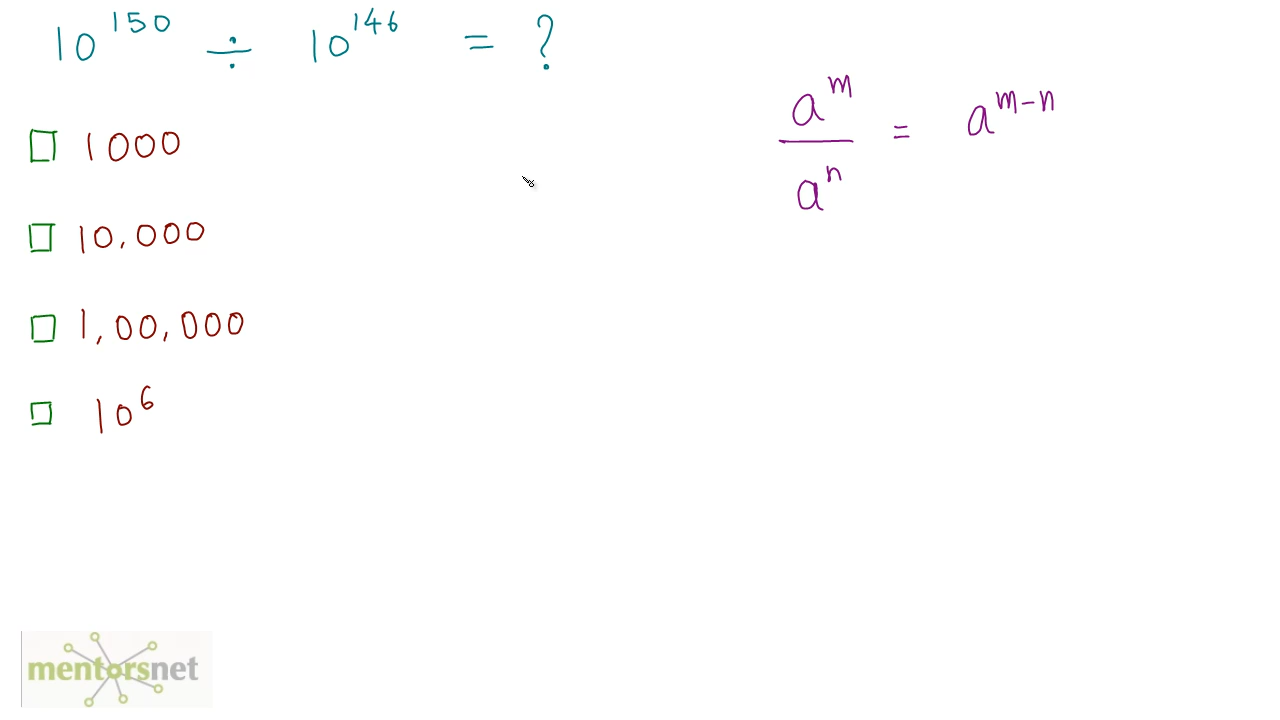 10^150 ÷ 10^146 = ?
a^m / a^n = a^m-n
1000
10,000
1,00,000
10^6
mentorsnet